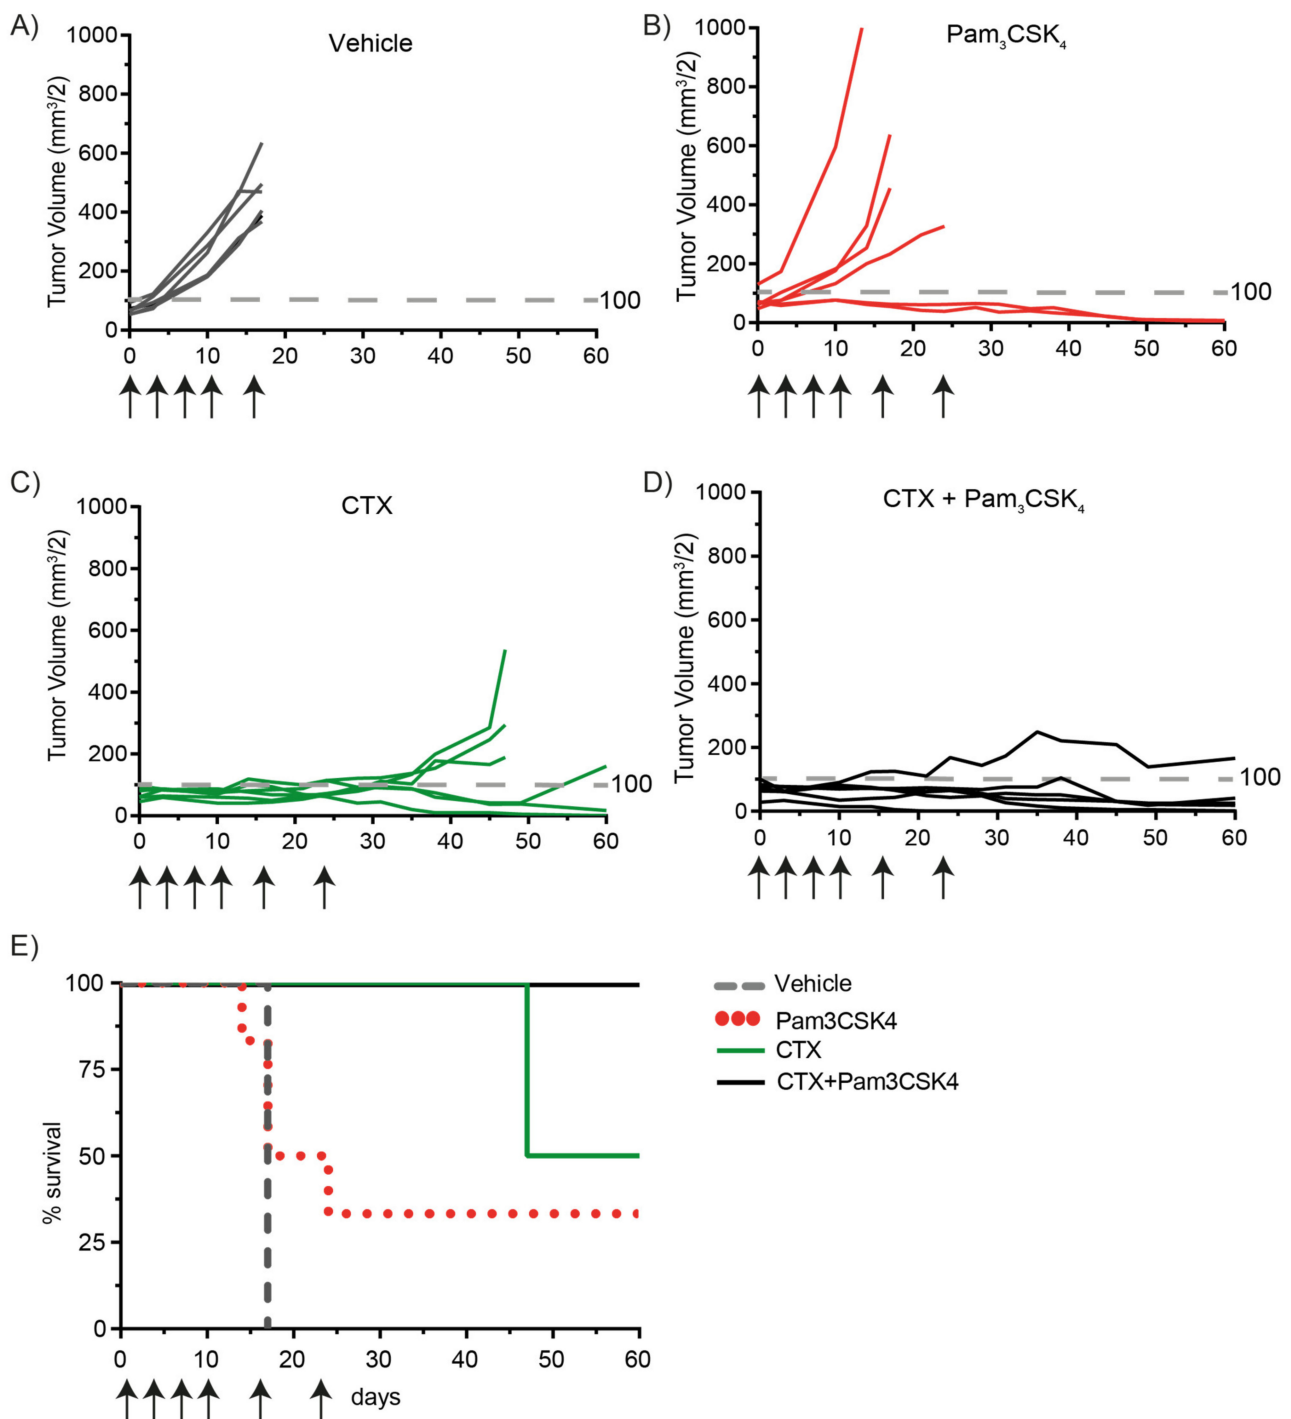 A)
Vehicle
Tumor Volume (mm³/2)
1000
800
600
400
200
0
100
0 10 20 30 40 50 60
B)
Pam₃CSK₄
Tumor Volume (mm³/2)
1000
800
600
400
200
0
100
0 10 20 30 40 50 60
C)
CTX
Tumor Volume (mm³/2)
1000
800
600
400
200
0
100
0 10 20 30 40 50 60
D)
CTX + Pam₃CSK₄
Tumor Volume (mm³/2)
1000
800
600
400
200
0
100
0 10 20 30 40 50 60
E)
% survival
100
75
50
25
0
0 10 20 30 40 50 60
days
Vehicle
Pam3CSK4
CTX
CTX+Pam3CSK4